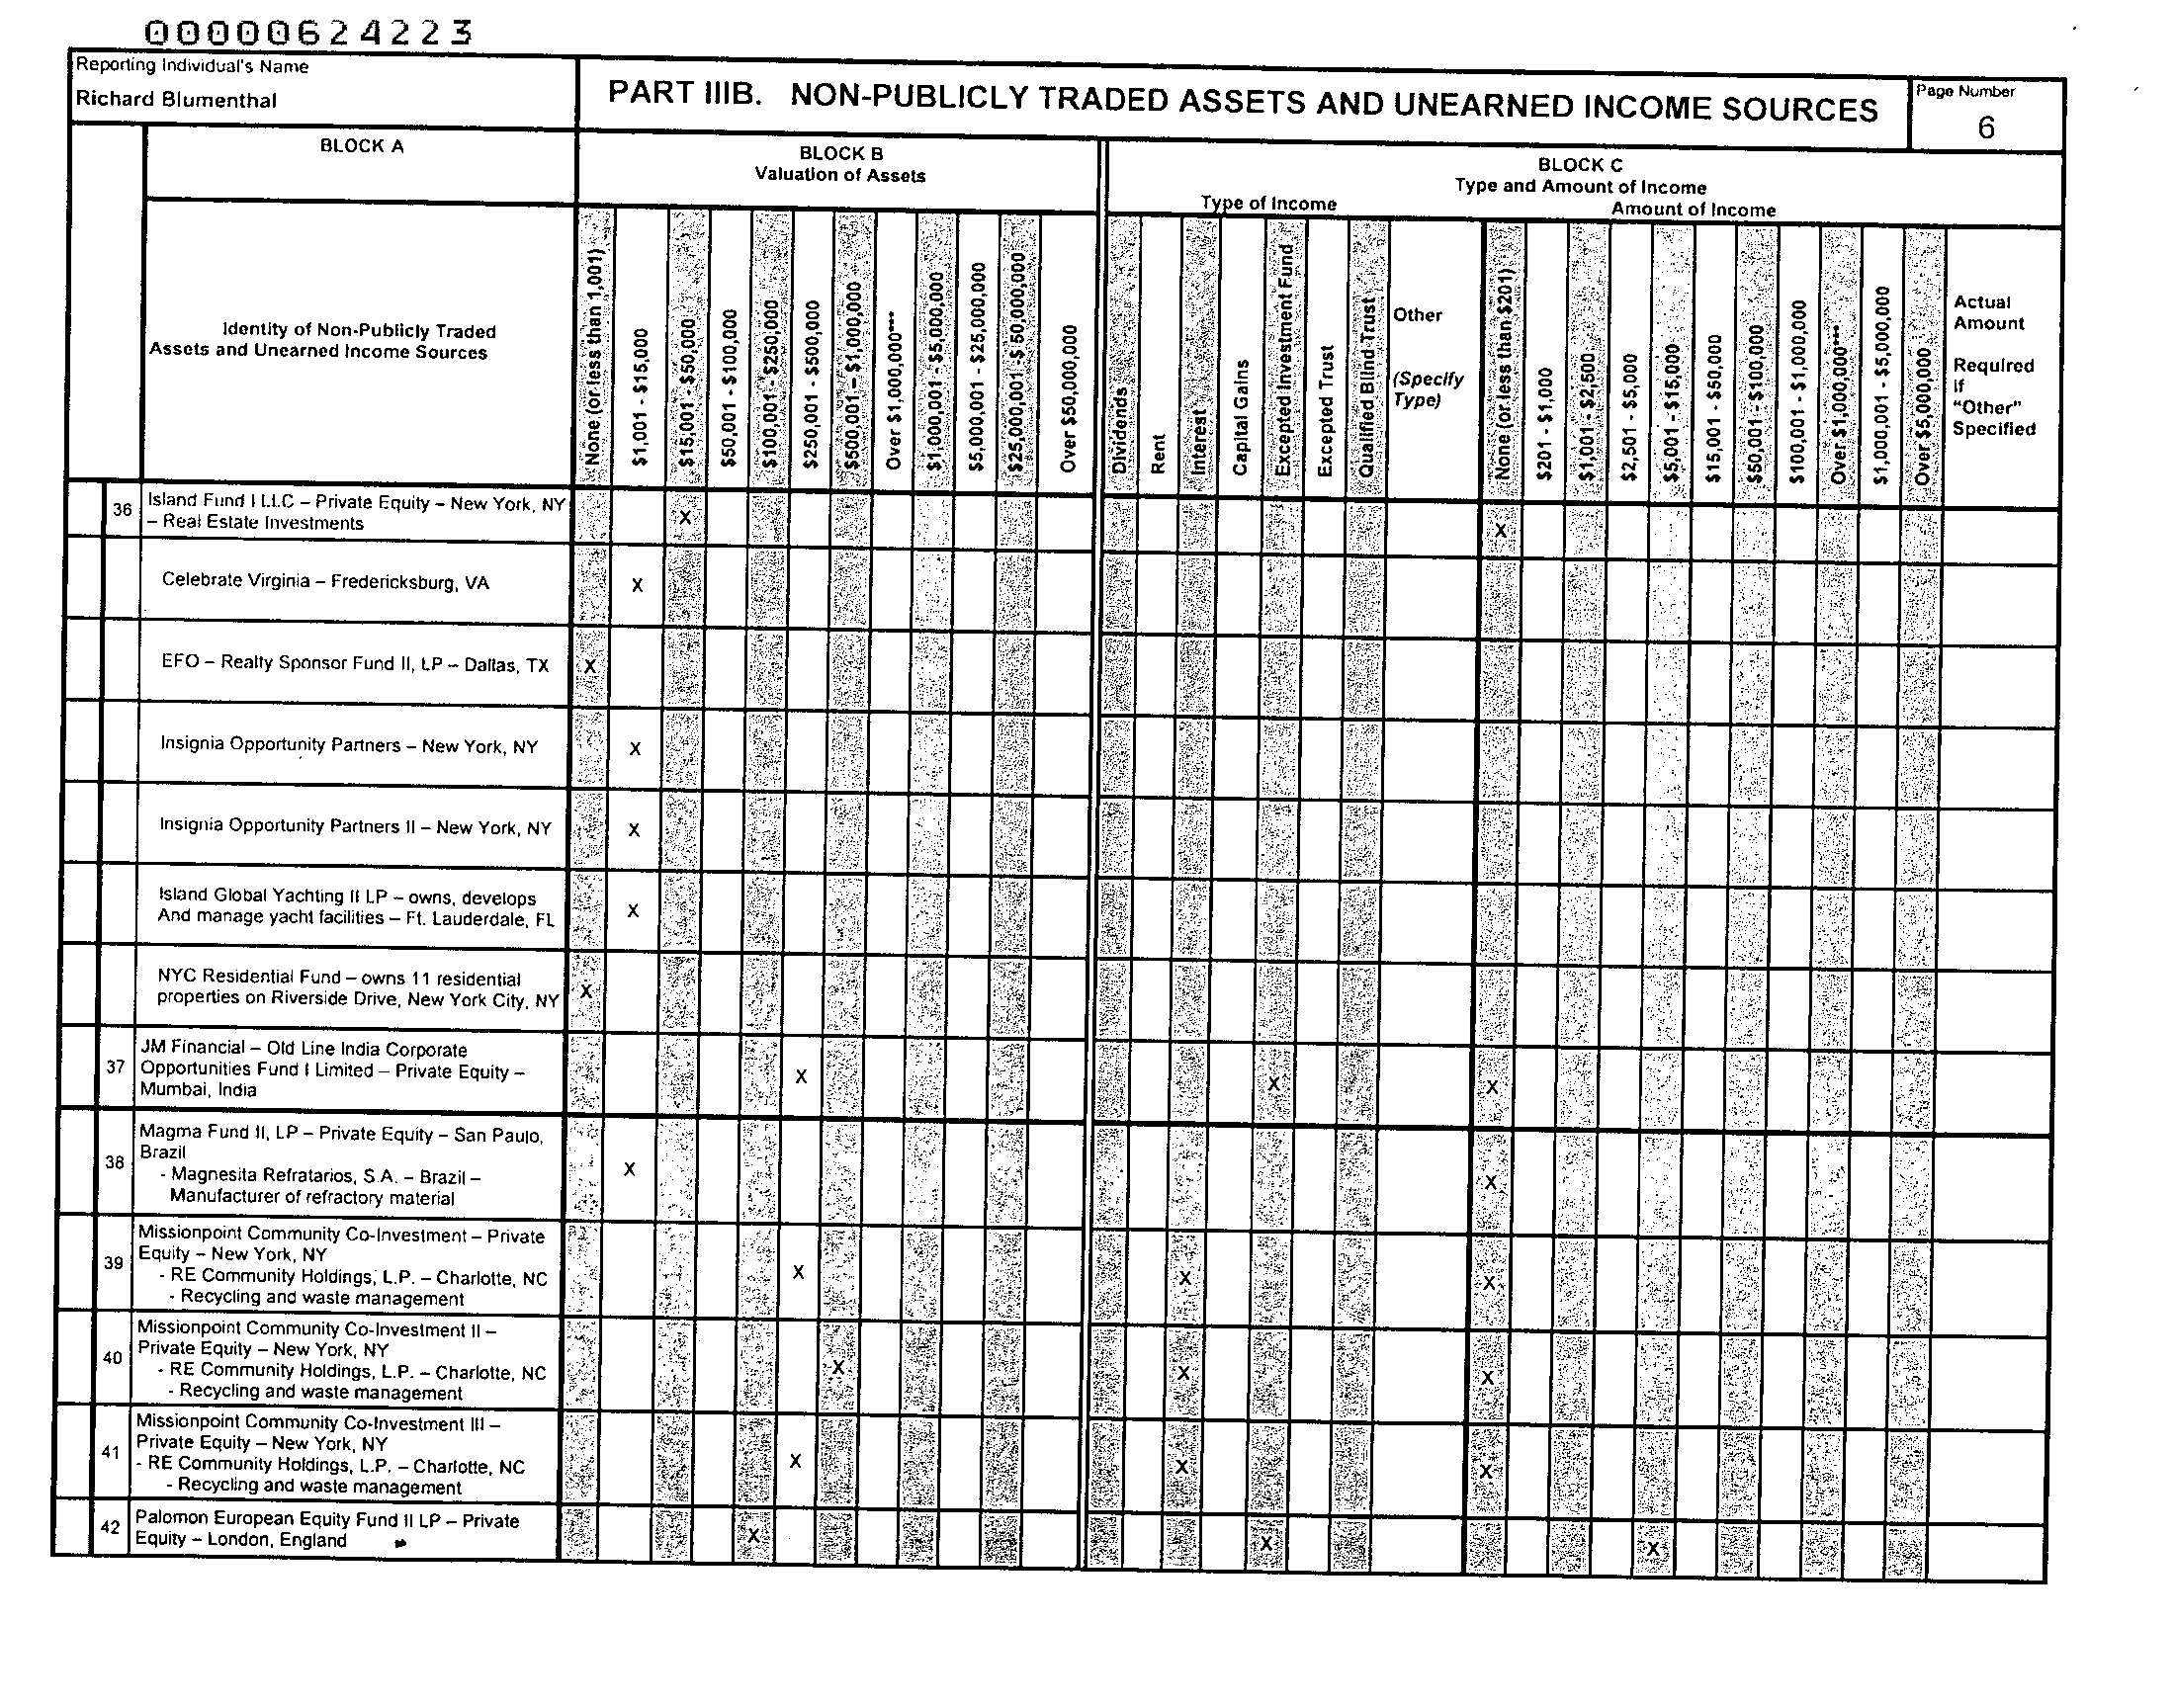 00000624223
Reporting Individual's Name
Richard Blumenthal
PART IIIB. NON-PUBLICLY TRADED ASSETS AND UNEARNED INCOME SOURCES
Page Number
6
BLOCK A
BLOCK B
Valuation of Assets
BLOCK C
Type and Amount of Income
Type of Income
Amount of Income
Identity of Non-Publicly Traded
Assets and Unearned Income Sources
None (or less than 1,001)
$1,001 - $15,000
$15,001 - $50,000
$50,001 - $100,000
$100,001 - $250,000
$250,001 - $500,000
$500,001 – $1,000,000
Over $1,000,000***
$1,000,001 - $5,000,000
$5,000,001 - $25,000,000
$25,000,001 -$ 50,000,000
Over $50,000,000
Dividends
Rent
Interest
Capital Gains
Excepted Investment Fund
Excepted Trust
Qualified Blind Trust
Other
(Specify
Type)
None (or less than $201)
$201 - $1,000
$1,001 - $2,500
$2,501 - $5,000
$5,001 - $15,000
$15,001 - $50,000
$50,001 - $100,000
$100,001 - $1,000,000
Over $1,000,000***
$1,000,001 - $5,000,000
Over $5,000,000
Actual
Amount
Required
If
"Other"
Specified
36 Island Fund I LLC – Private Equity – New York, NY
– Real Estate Investments X X
Celebrate Virginia – Fredericksburg, VA X
EFO – Realty Sponsor Fund II, LP – Dallas, TX X
Insignia Opportunity Partners – New York, NY X
Insignia Opportunity Partners II – New York, NY X
Island Global Yachting II LP – owns, develops
And manage yacht facilities – Ft. Lauderdale, FL X
NYC Residential Fund – owns 11 residential
properties on Riverside Drive, New York City, NY X
JM Financial – Old Line India Corporate
37 Opportunities Fund I Limited – Private Equity – X X X
Mumbai, India
Magma Fund II, LP – Private Equity – San Paulo,
38 Brazil
- Magnesita Refratarios, S.A. – Brazil – X X
Manufacturer of refractory material
Missionpoint Community Co-Investment – Private
39 Equity – New York, NY
- RE Community Holdings, L.P. – Charlotte, NC X X X
- Recycling and waste management
Missionpoint Community Co-Investment II –
40 Private Equity – New York, NY
- RE Community Holdings, L.P. – Charlotte, NC X X X
- Recycling and waste management
Missionpoint Community Co-Investment III –
41 Private Equity – New York, NY
- RE Community Holdings, L.P. – Charlotte, NC X X X
- Recycling and waste management
42 Palomon European Equity Fund II LP – Private
Equity – London, England X X X